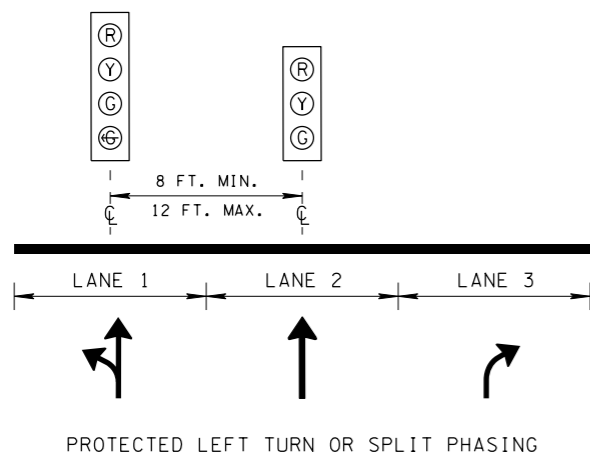 R
Y
G
G
R
Y
G
8 FT. MIN.
12 FT. MAX.
℄ ℄
LANE 1 LANE 2 LANE 3
PROTECTED LEFT TURN OR SPLIT PHASING